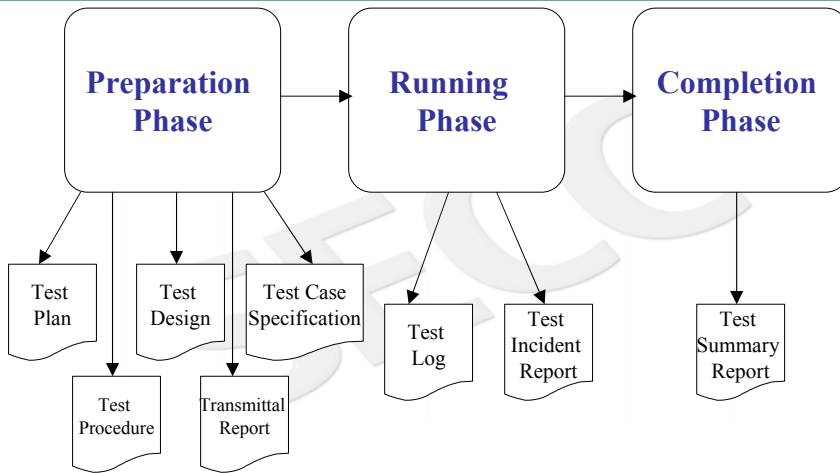 Preparation
Phase
Running
Phase
Completion
Phase
Test
Plan
Test
Design
Test Case
Specification
Test
Procedure
Transmittal
Report
Test
Log
Test
Incident
Report
Test
Summary
Report
SECC